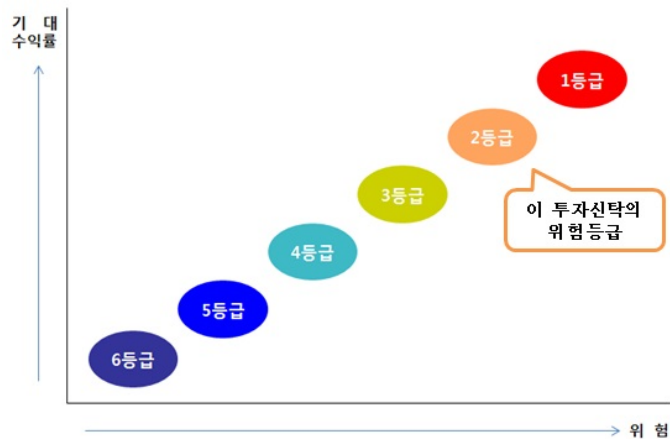 기 대
수익률
1등급
2등급
3등급
이 투자신탁의
위험등급
4등급
5등급
6등급
위 험